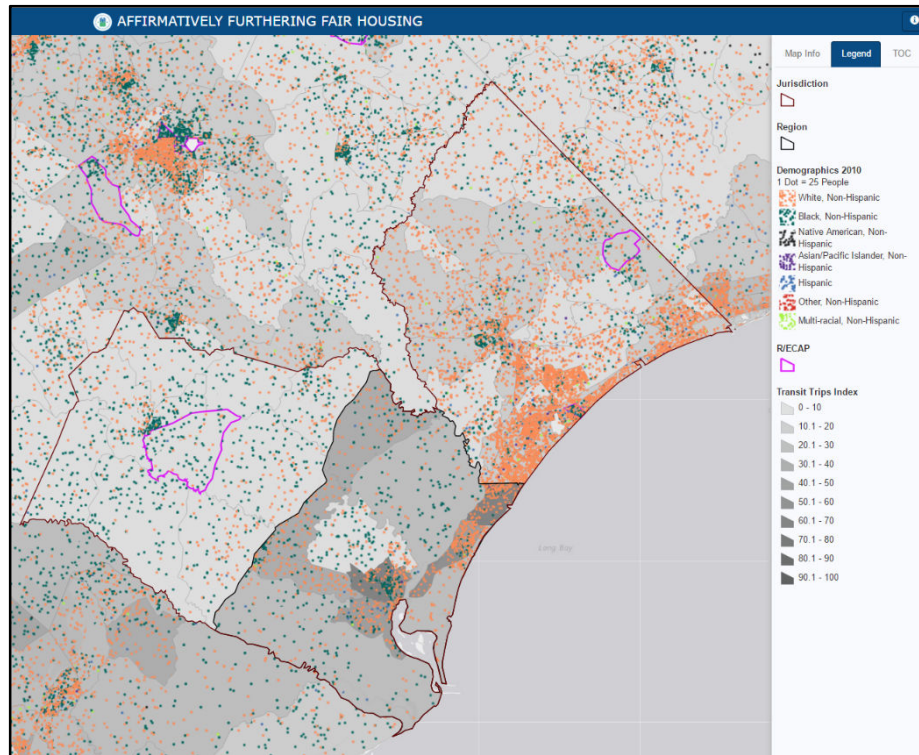 AFFIRMATIVELY FURTHERING FAIR HOUSING
Map Info
Legend
TOC
Jurisdiction
Region
Demographics 2010
1 Dot = 25 People
White, Non-Hispanic
Black, Non-Hispanic
Native American, Non-
Hispanic
Asian/Pacific Islander, Non-
Hispanic
Hispanic
Other, Non-Hispanic
Multi-racial, Non-Hispanic
R/ECAP
Transit Trips Index
0 - 10
10.1 - 20
20.1 - 30
30.1 - 40
40.1 - 50
50.1 - 60
60.1 - 70
70.1 - 80
80.1 - 90
90.1 - 100
Long Bay